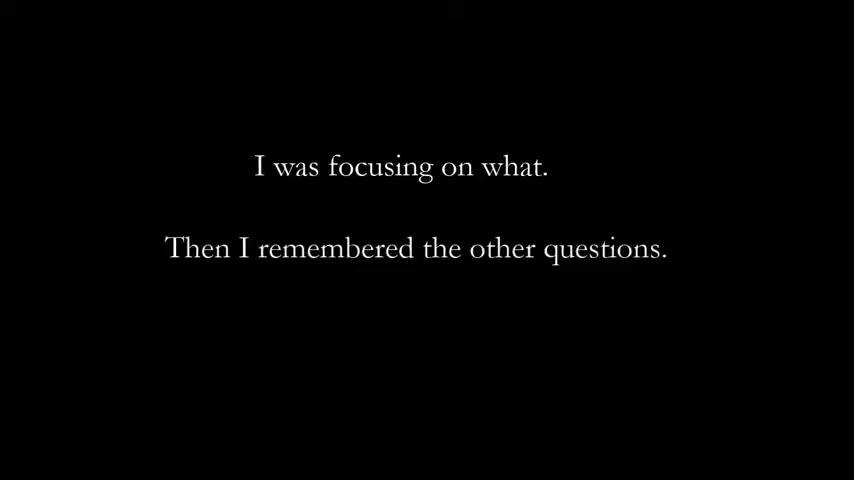 I was focusing on what.
Then I remembered the other questions.